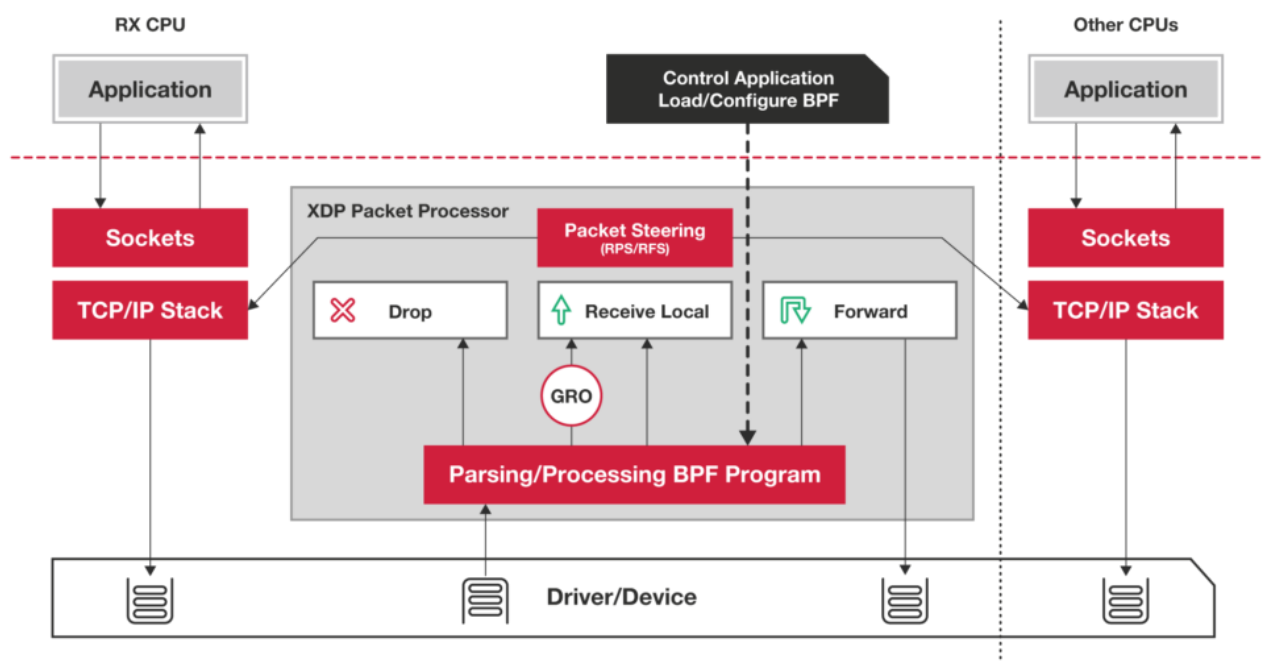 RX CPU
Other CPUs
Application
Control Application
Load/Configure BPF
Application
XDP Packet Processor
Sockets
Packet Steering
(RPS/RFS)
Sockets
TCP/IP Stack
Drop
Receive Local
Forward
TCP/IP Stack
GRO
Parsing/Processing BPF Program
Driver/Device